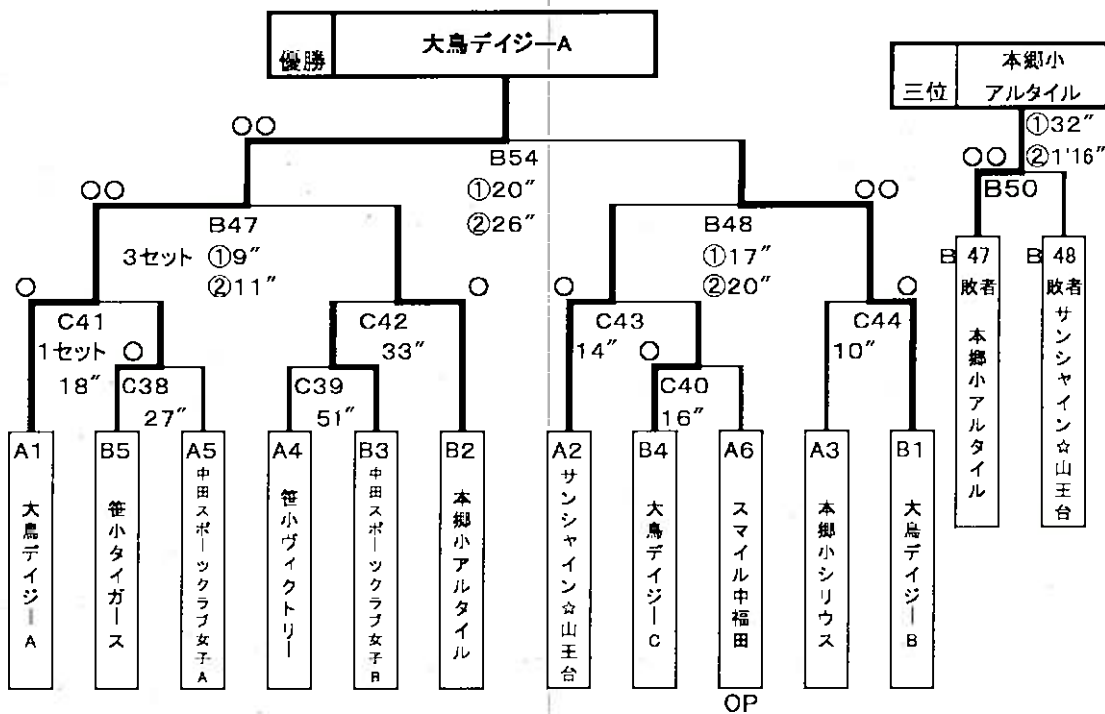 優勝
大鳥デイジーA
三位
本郷小
アルタイル
①32"
②1'16"
○○
B50
○○
B54
①20"
②26"
○○
B47
3セット ①9"
②11"
○○
B48
①17"
②20"
B 47
敗者
本郷小アルタイル
B 48
敗者
サンシャイン☆山王台
○
C41
1セット
18"
○
C38
27"
C39
51"
○
C42
33"
○
C43
14"
○
C40
16"
○
C44
10"
A1
大鳥デイジーA
B5
笹小タイガース
A5
中田スポーツクラブ女子A
A4
笹小ヴィクトリー
B3
中田スポーツクラブ女子B
B2
本郷小アルタイル
A2
サンシャイン☆山王台
B4
大鳥デイジーC
A6
スマイル中福田
OP
A3
本郷小シリウス
B1
大鳥デイジーB